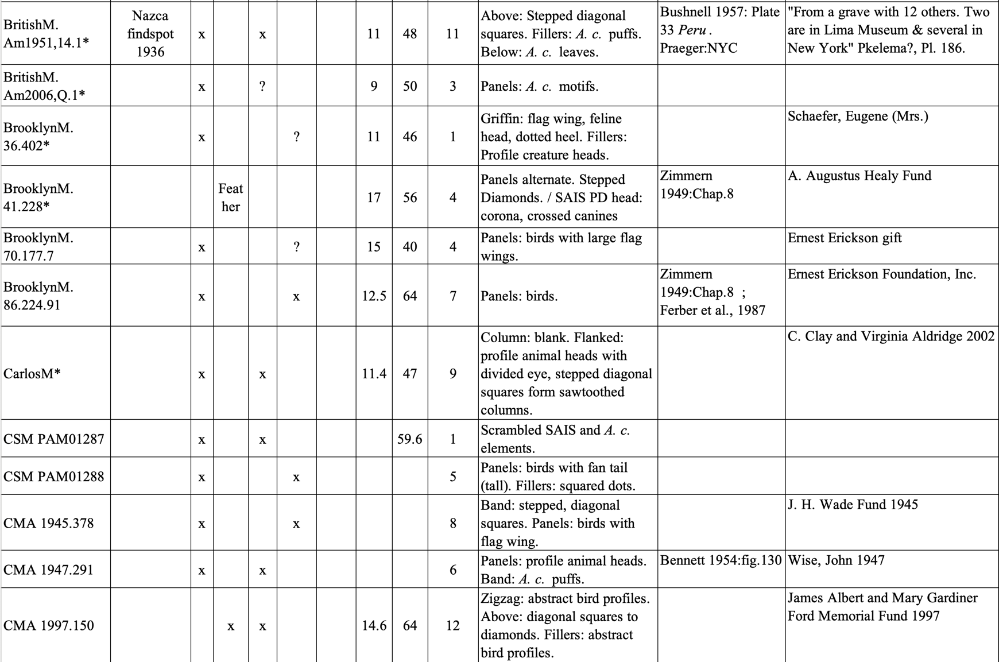 BritishM. Am1951,14.1*
Nazca findspot 1936
x
x
11
48
11
Above: Stepped diagonal
squares. Fillers: A. c. puffs.
Below: A. c. leaves.
Bushnell 1957: Plate
33 Peru.
Praeger:NYC
"From a grave with 12 others. Two
are in Lima Museum & several in
New York" Pkelema?, Pl. 186.
BritishM.
Am2006,Q.1*
x
?
9
50
3
Panels: A. c. motifs.
BrooklynM.
36.402*
x
?
11
46
1
Griffin: flag wing, feline
head, dotted heel. Fillers:
Profile creature heads.
Schaefer, Eugene (Mrs.)
BrooklynM.
41.228*
Feat
her
17
56
4
Panels alternate. Stepped
Diamonds. / SAIS PD head:
corona, crossed canines
Zimmern
1949:Chap.8
A. Augustus Healy Fund
BrooklynM.
70.177.7
x
?
15
40
4
Panels: birds with large flag
wings.
Ernest Erickson gift
BrooklynM.
86.224.91
x
x
12.5
64
7
Panels: birds.
Zimmern
1949:Chap.8 ;
Ferber et al., 1987
Ernest Erickson Foundation, Inc.
CarlosM*
x
x
11.4
47
9
Column: blank. Flanked:
profile animal heads with
divided eye, stepped diagonal
squares form sawtoothed
columns.
C. Clay and Virginia Aldridge 2002
CSM PAM01287
x
x
59.6
1
Scrambled SAIS and A. c.
elements.
CSM PAM01288
x
x
5
Panels: birds with fan tail
(tall). Fillers: squared dots.
CMA 1945.378
x
x
8
Band: stepped, diagonal
squares. Panels: birds with
flag wing.
J. H. Wade Fund 1945
CMA 1947.291
x
x
6
Panels: profile animal heads.
Band: A. c. puffs.
Bennett 1954:fig.130
Wise, John 1947
CMA 1997.150
x
x
14.6
64
12
Zigzag: abstract bird profiles.
Above: diagonal squares to
diamonds. Fillers: abstract
bird profiles.
James Albert and Mary Gardiner
Ford Memorial Fund 1997